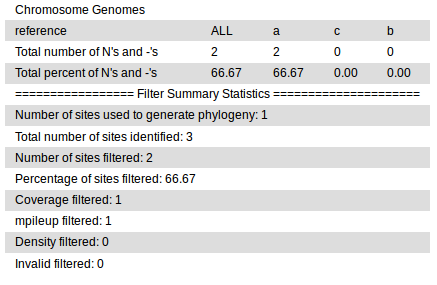 Chromosome Genomes
reference ALL a c b
Total number of N's and -'s 2 2 0 0
Total percent of N's and -'s 66.67 66.67 0.00 0.00
================= Filter Summary Statistics =====================
Number of sites used to generate phylogeny: 1
Total number of sites identified: 3
Number of sites filtered: 2
Percentage of sites filtered: 66.67
Coverage filtered: 1
mpileup filtered: 1
Density filtered: 0
Invalid filtered: 0